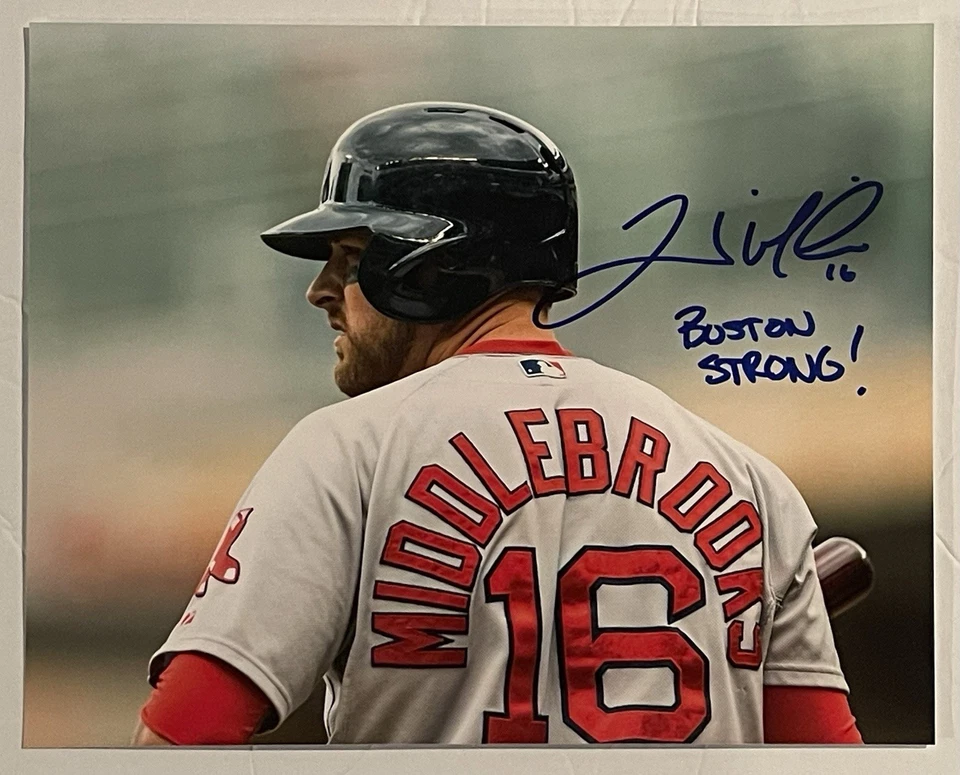 16
BOSTON
STRONG!
MIDDLEBROOKS
16